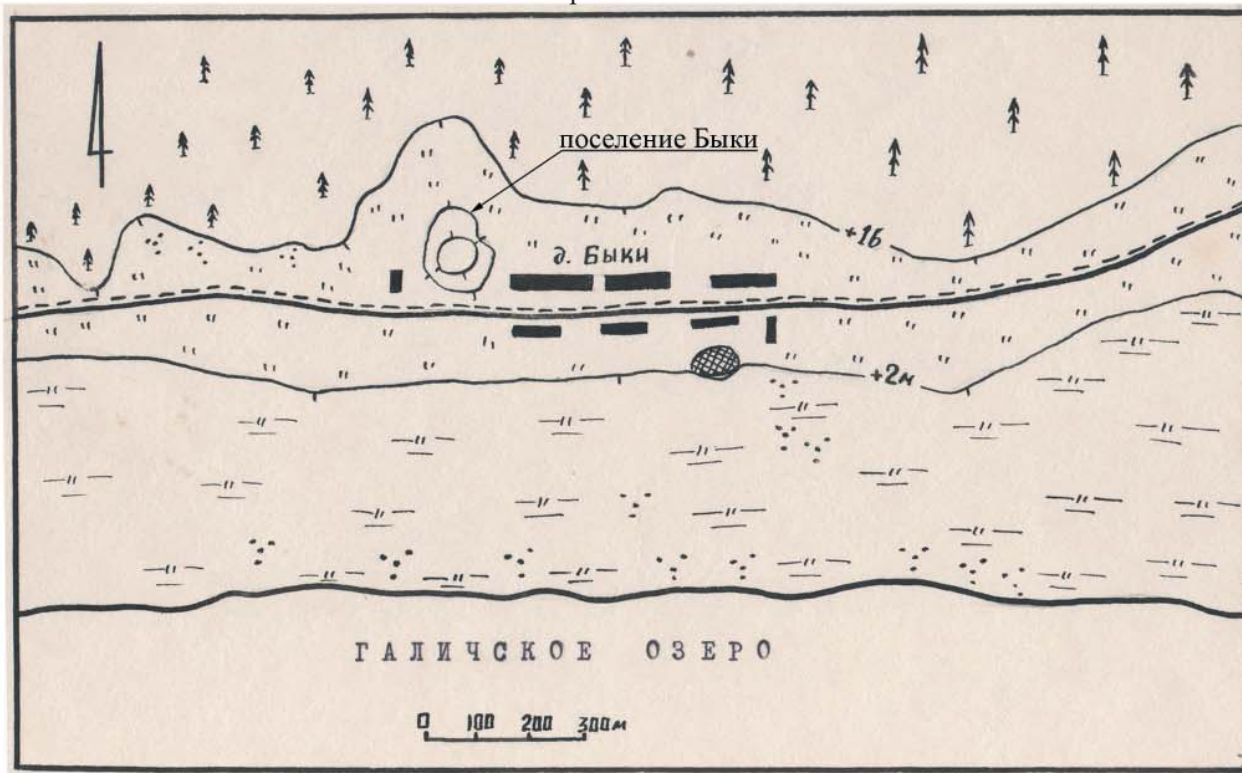 поселение Быки
д. Быки
+16
+2м
ГАЛИЧСКОЕ ОЗЕРО
0 100 200 300м